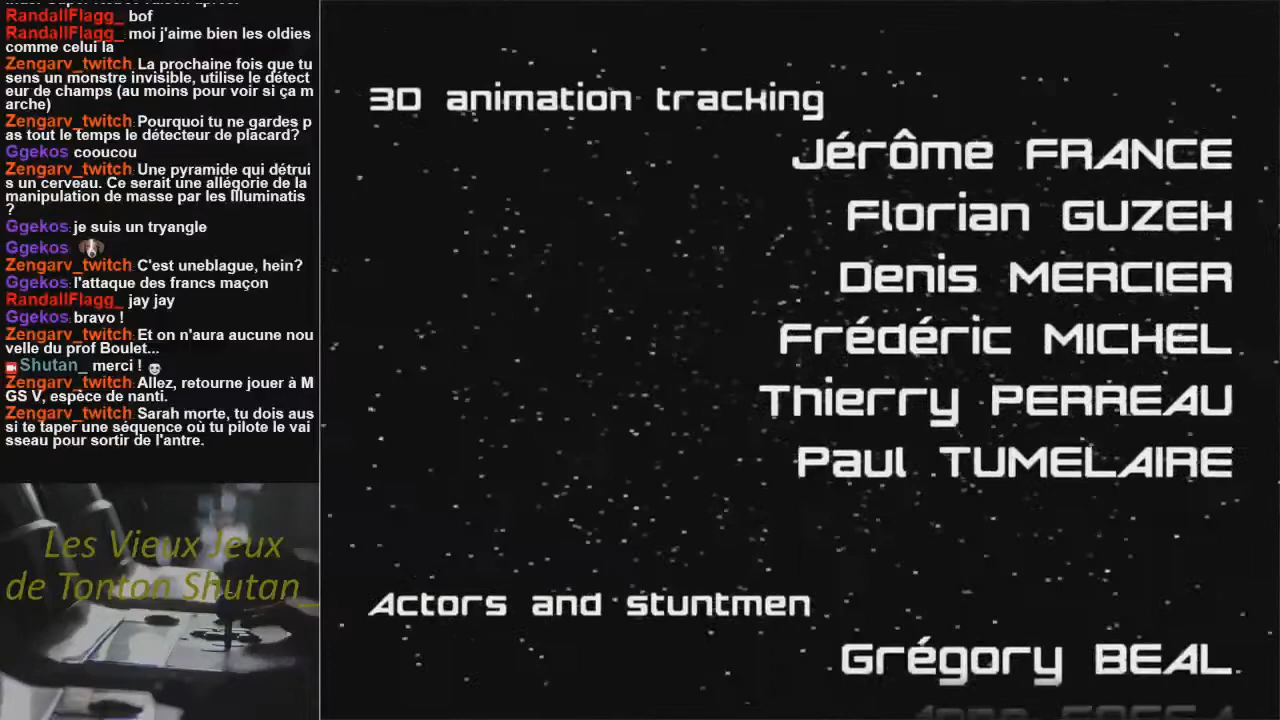 RandallFlagg_ bof
RandallFlagg_ moi j'aime bien les oldies
comme celui la
Zengarv_twitch: La prochaine fois que tu
sens un monstre invisible, utilise le détect
eur de champs (au moins pour voir si ça m
arche)
Zengarv_twitch: Pourquoi tu ne gardes p
as tout le temps le détecteur de placard?
Ggekos: cooucou
Zengarv_twitch: Une pyramide qui détrui
s un cerveau. Ce serait une allégorie de la
manipulation de masse par les Illuminatis
?
Ggekos: je suis un tryangle
Ggekos:
Zengarv_twitch: C'est uneblague, hein?
Ggekos: l'attaque des francs maçon
RandallFlagg_ jay jay
Ggekos: bravo !
Zengarv_twitch: Et on n'aura aucune nou
velle du prof Boulet...
Shutan_ merci !
Zengarv_twitch: Allez, retourne jouer à M
GS V, espèce de nanti.
Zengarv_twitch: Sarah morte, tu dois aus
si te taper une séquence où tu pilote le vai
sseau pour sortir de l'antre.
Les Vieux Jeux
de Tonton Shutan_
3D animation tracking
Jérôme FRANCE
Florian GUZEK
Denis MERCIER
Frédéric MICHEL
Thierry PERREAU
Paul TUMELAIRE
Actors and stuntmen
Grégory BEAL